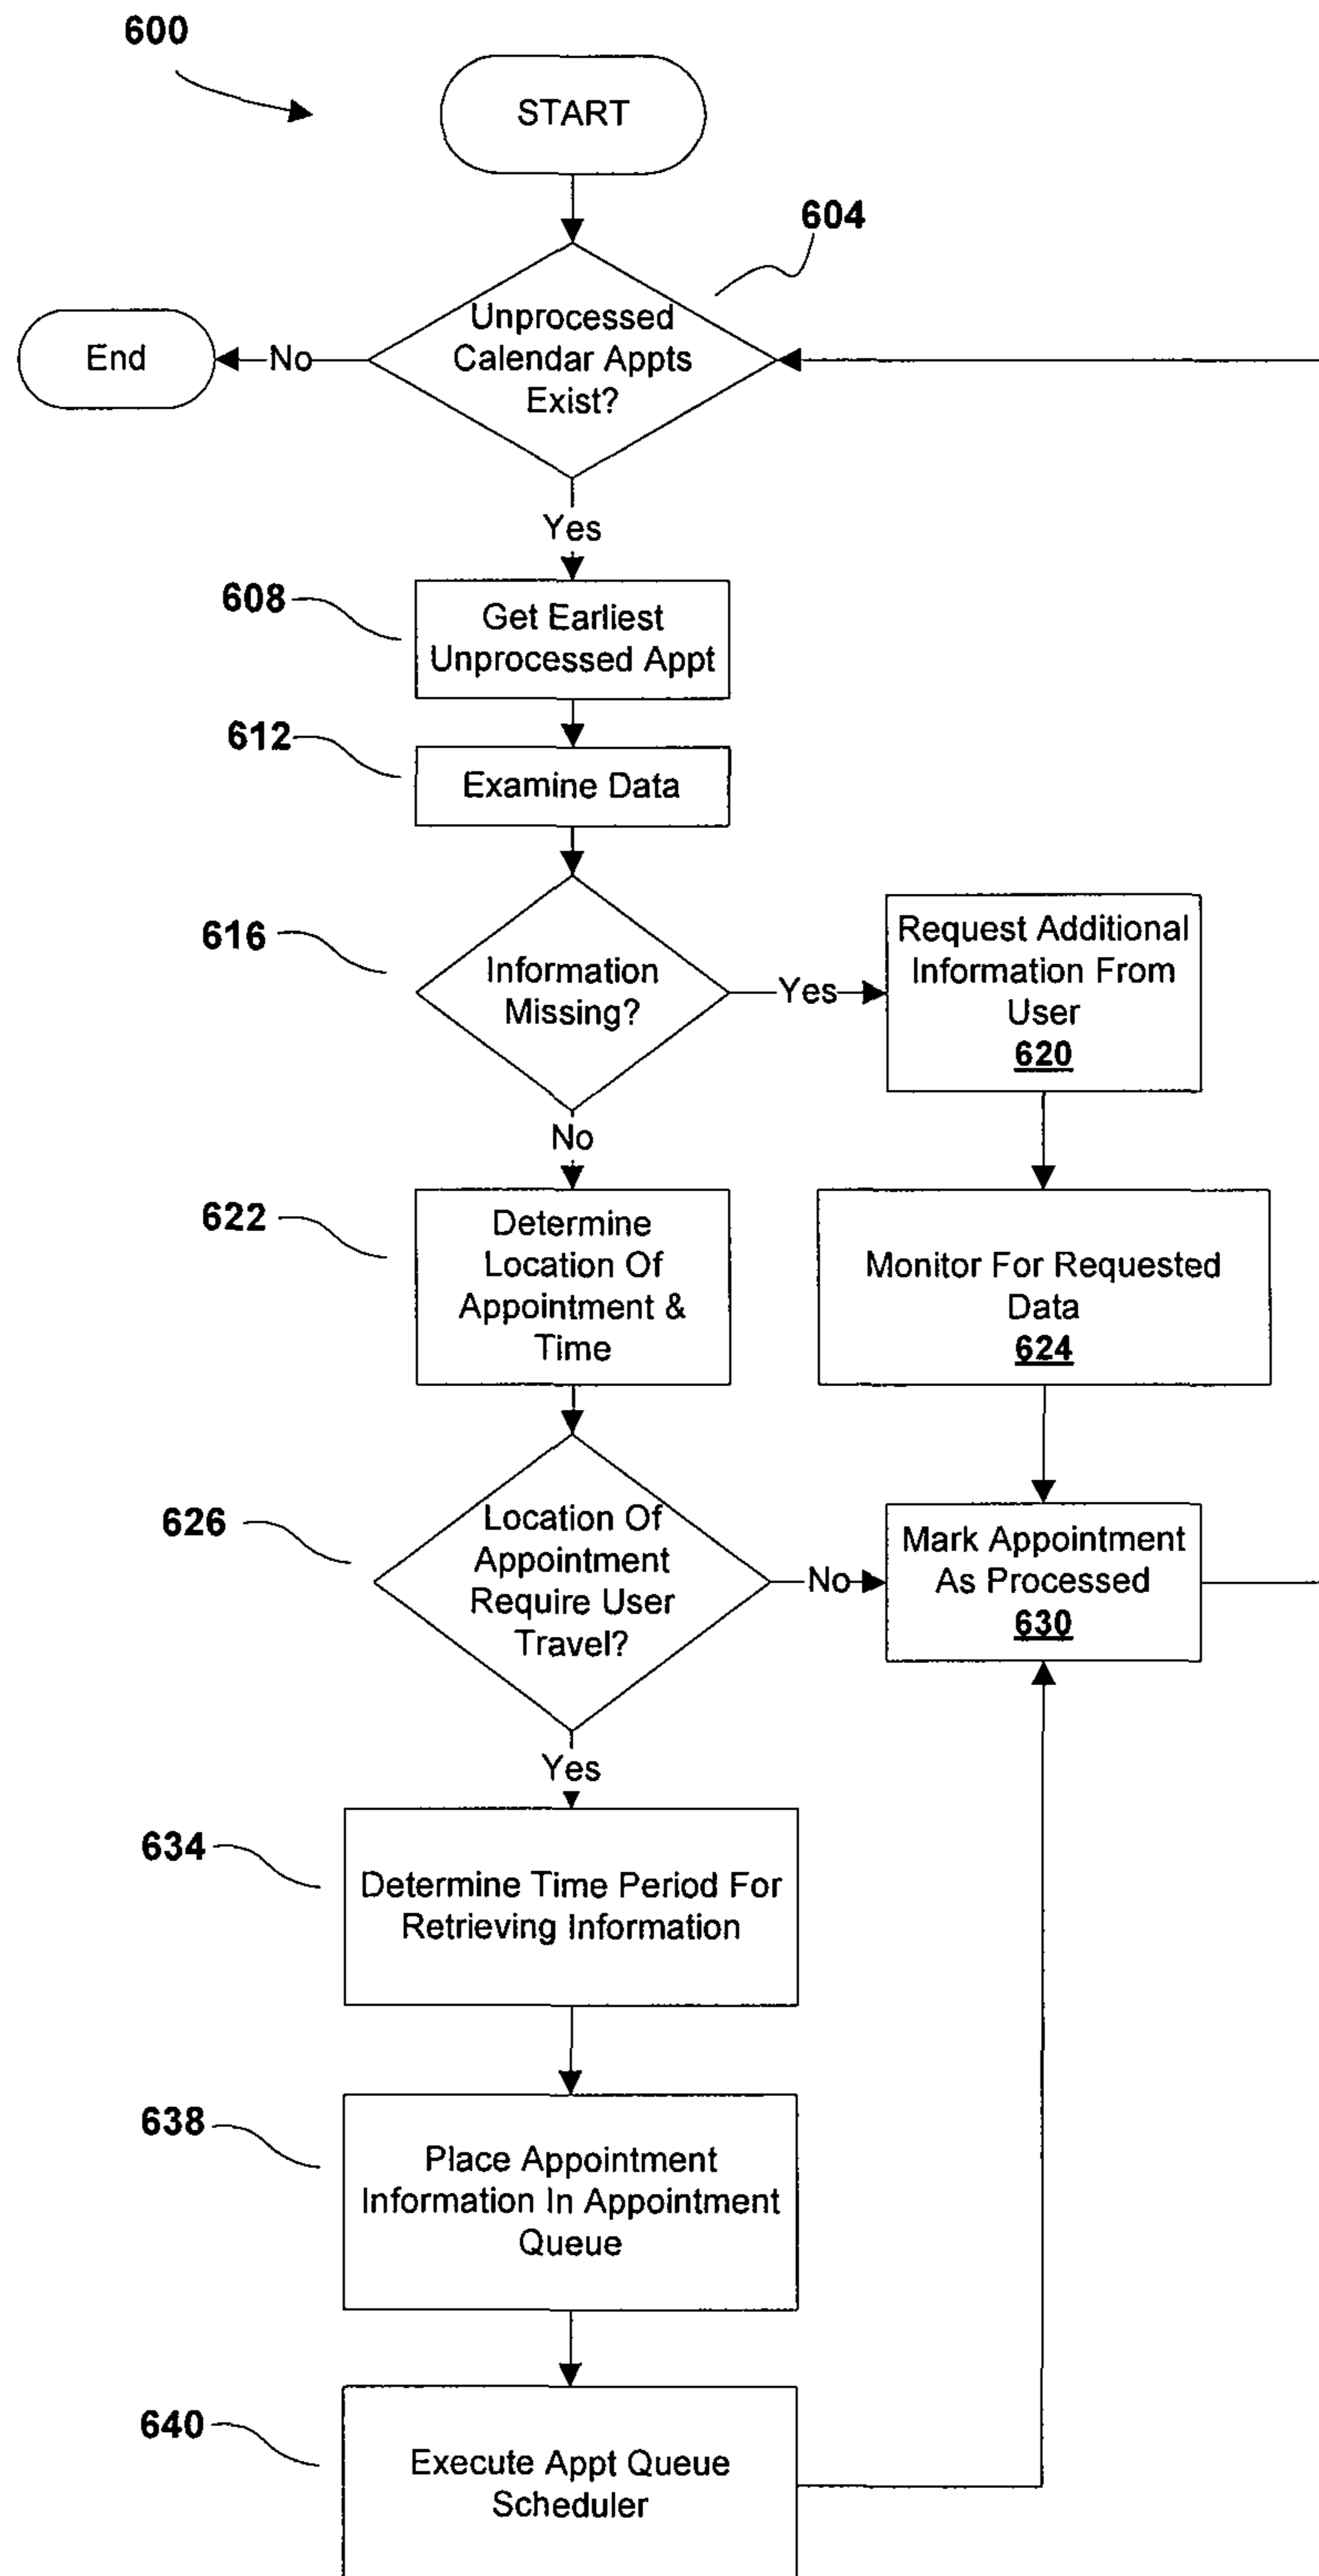 600
START
604
Unprocessed
Calendar Appts
Exist?
End
No
Yes
608
Get Earliest
Unprocessed Appt
612
Examine Data
616
Information
Missing?
Yes
Request Additional
Information From
User
620
No
622
Determine
Location Of
Appointment &
Time
Monitor For Requested
Data
624
626
Location Of
Appointment
Require User
Travel?
No
Mark Appointment
As Processed
630
Yes
634
Determine Time Period For
Retrieving Information
638
Place Appointment
Information In Appointment
Queue
640
Execute Appt Queue
Scheduler